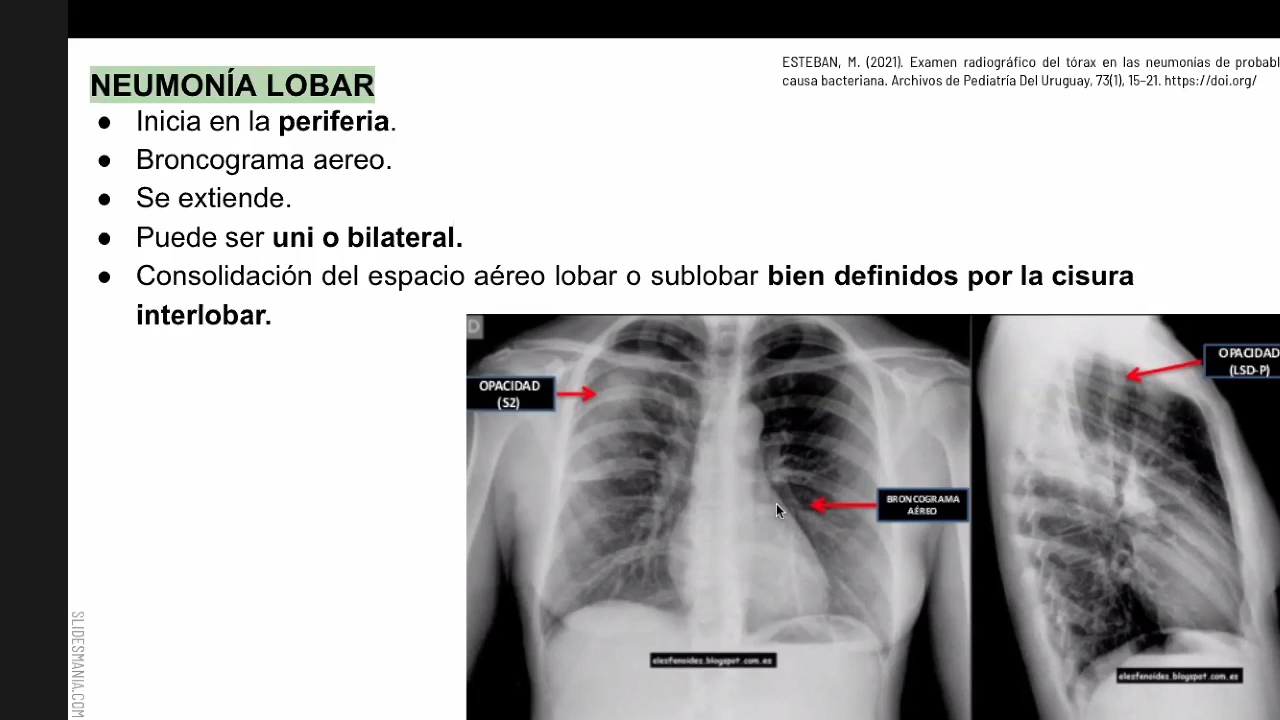 NEUMONÍA LOBAR
ESTEBAN, M. (2021). Examen radiográfico del tórax en las neumonías de
causa bacteriana. Archivos de Pediatría Del Uruguay, 73(1), 15–21. https://doi.org/
● Inicia en la periferia.
● Broncograma aereo.
● Se extiende.
● Puede ser uni o bilateral.
● Consolidación del espacio aéreo lobar o sublobar bien definidos por la cisura
interlobar.
D
OPACIDAD
(S2)
BRONCOGRAMA
AÉREO
elesfenoides.blogspot.com.es
OPACIDAD
(LSD-P)
elesfenoides.blogspot.com.es
SLIDESMANIA.COM